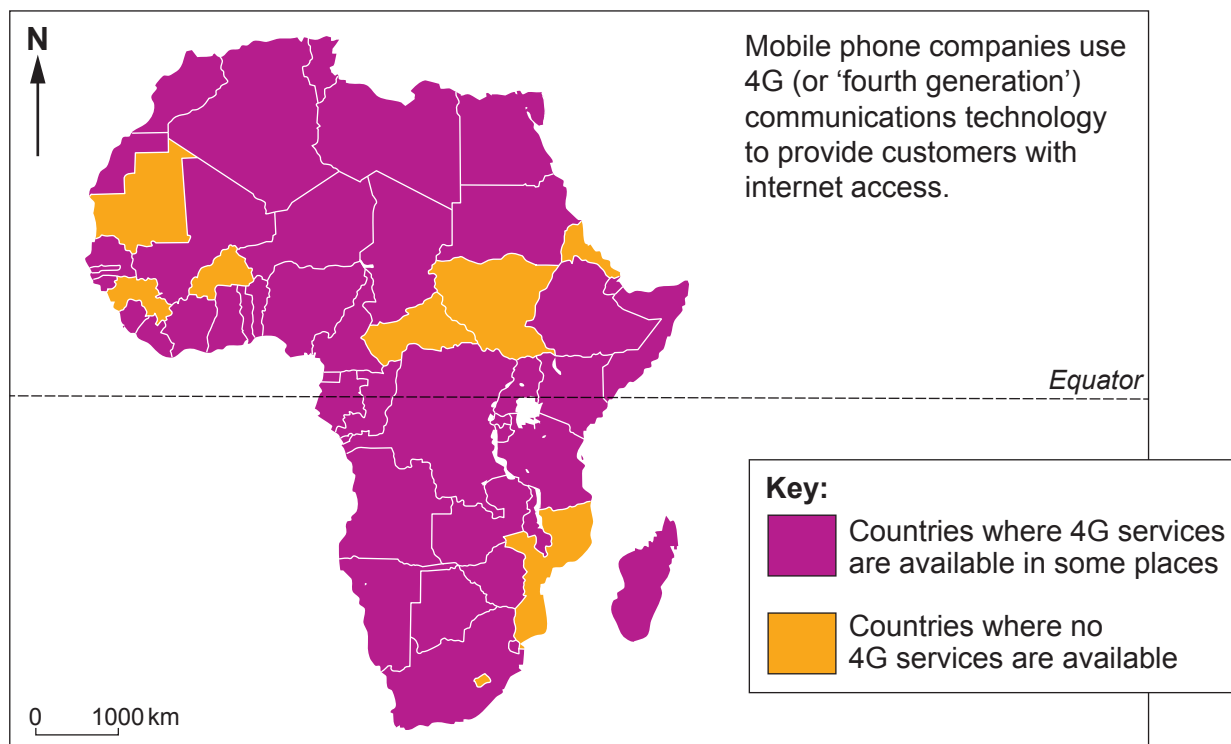 N
Mobile phone companies use
4G (or ‘fourth generation’)
communications technology
to provide customers with
internet access.
Equator
Key:
Countries where 4G services
are available in some places
Countries where no
4G services are available
0 1000 km